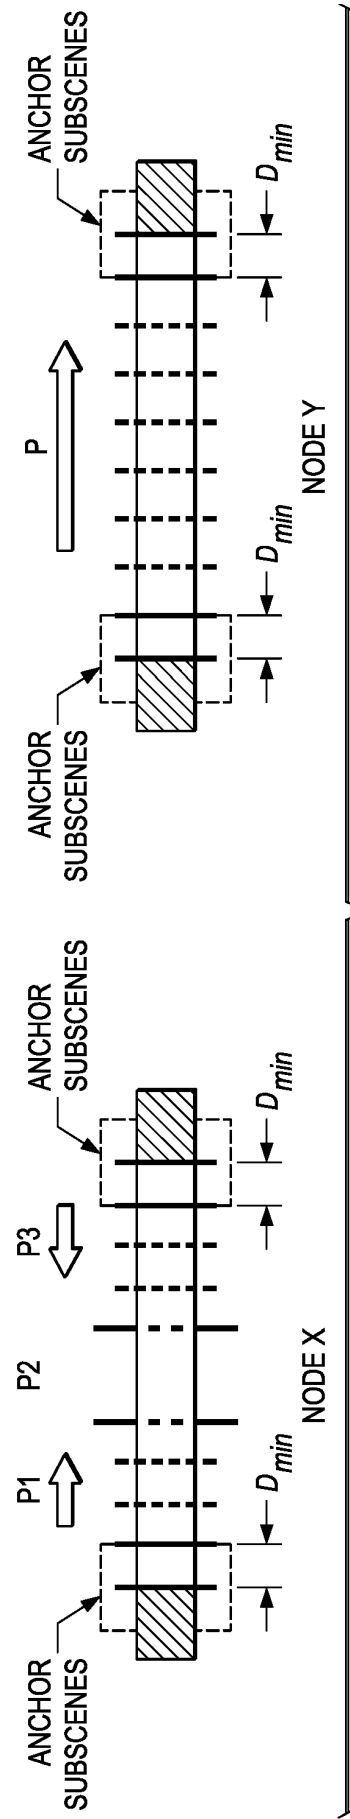 ANCHOR
SUBSCENES
P1
P2
P3
ANCHOR
SUBSCENES
Dmin
Dmin
NODE X
ANCHOR
SUBSCENES
P
ANCHOR
SUBSCENES
Dmin
Dmin
NODE Y